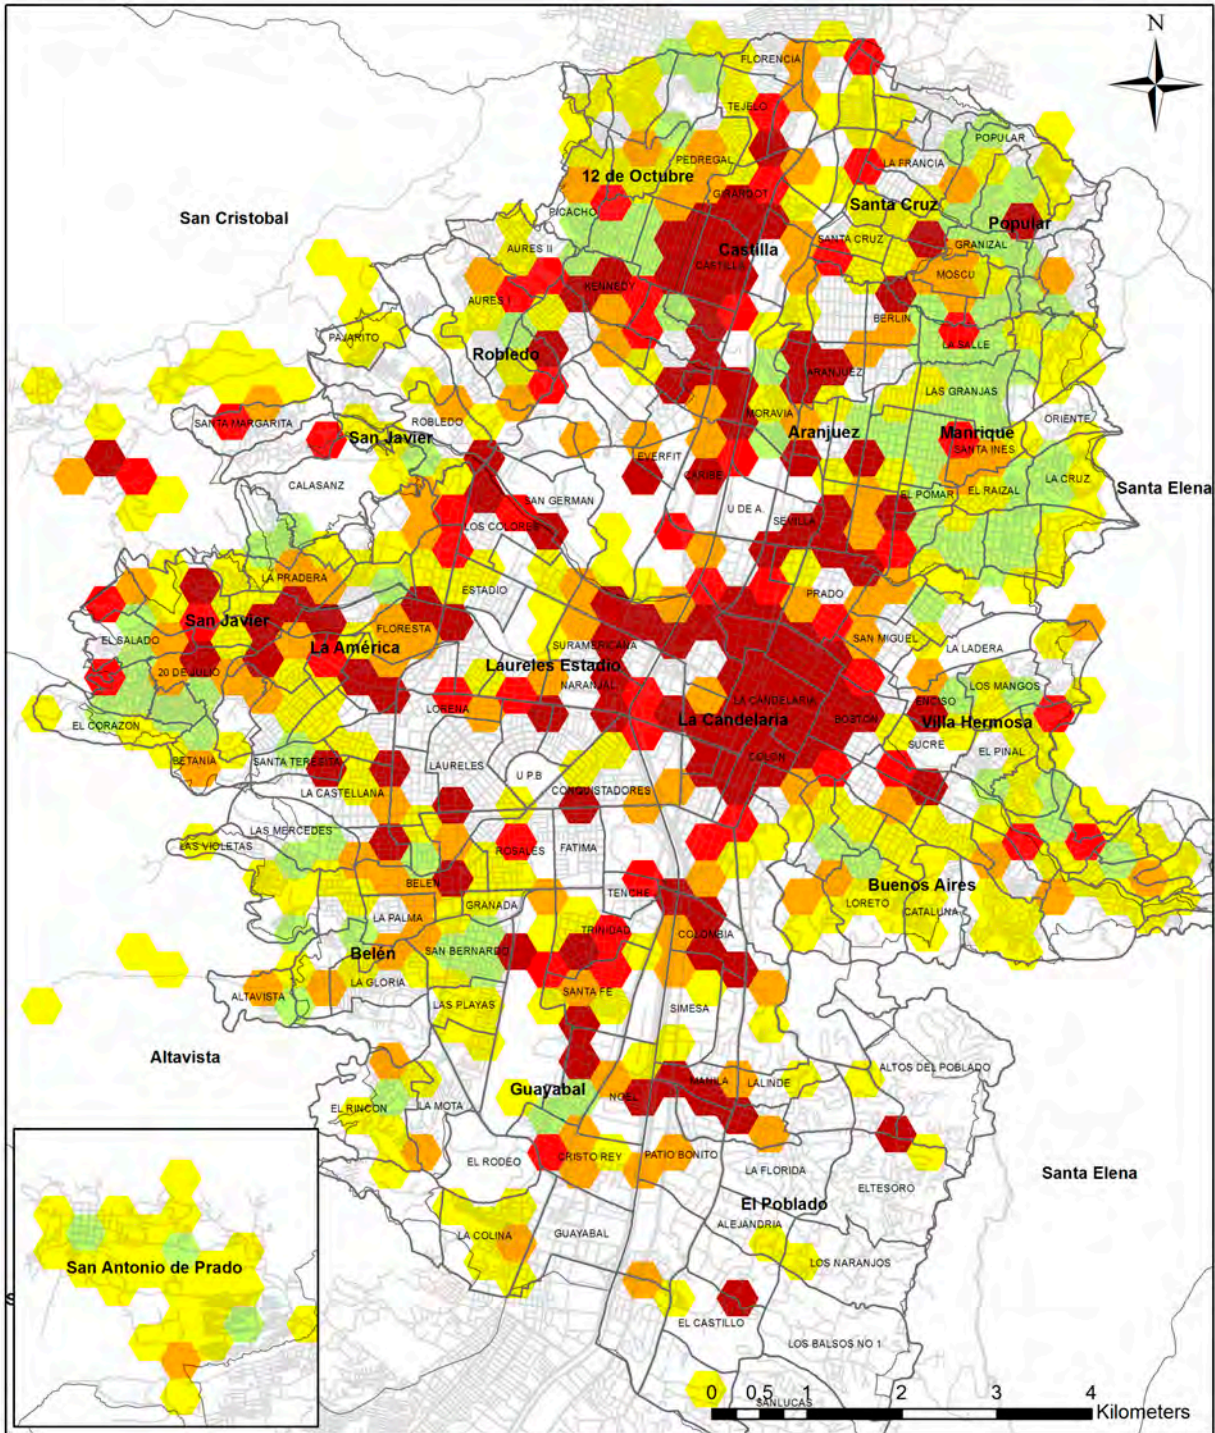 N
FLORENCIA
TEJELO
POPULAR
PEDREGAL
LA FRANCIA
12 de Octubre
GIRARDOT
Santa Cruz
PICACHO
San Cristobal
Popular
AURES II
Castilla
SANTA CRUZ
GRANIZAL
CASTILLA
MOSCU
KENNEDY
AURES I
BERLIN
PAJARITO
LA SALLE
Robledo
ARANJUEZ
LAS GRANJAS
MORAVIA
ORIENTE
SANTA MARGARITA
ROBLEDO
San Javier
Aranjuez
Manrique
SANTA INES
EVERFIT
CARIBE
CALASANZ
LA CRUZ
Santa Elena
SAN GERMAN
EL POMAR
EL RAIZAL
U DE A.
LOS COLORES
SEVILLA
LA PRADERA
ESTADIO
PRADO
San Javier
FLORESTA
EL SALADO
La América
SURAMERICANA
SAN MIGUEL
LA LADERA
Laureles Estadio
20 DE JULIO
NARANJAL
LOS MANGOS
LA CANDELARIA
ENCISO
LORENA
La Candelaria
BOSTON
Villa Hermosa
EL CORAZON
SUCRE
EL PINAL
BETANIA
SANTA TERESITA
LAURELES
COLON
U P.B
LA CASTELLANA
CONQUISTADORES
LAS MERCEDES
LAS VIOLETAS
ROSALES
FATIMA
BELEN
Buenos Aires
TENCHE
GRANADA
LORETO
CATALUNA
LA PALMA
TRINIDAD
COLOMBIA
Belén
SAN BERNARDO
LA GLORIA
ALTAVISTA
SANTA FE
LAS PLAYAS
SIMESA
Altavista
ALTOS DEL POBLADO
MANILA
LALINDE
Guayabal
NOEL
EL RINCON
LA MOTA
CRISTO REY
PATIO BONITO
EL RODEO
LA FLORIDA
Santa Elena
ELTESORO
El Poblado
ALEJANDRIA
LA COLINA
GUAYABAL
LOS NARANJOS
San Antonio de Prado
S
EL CASTILLO
LOS BALSOS NO 1
0 0,5 1 2 3 4
SANLUCAS
Kilometers